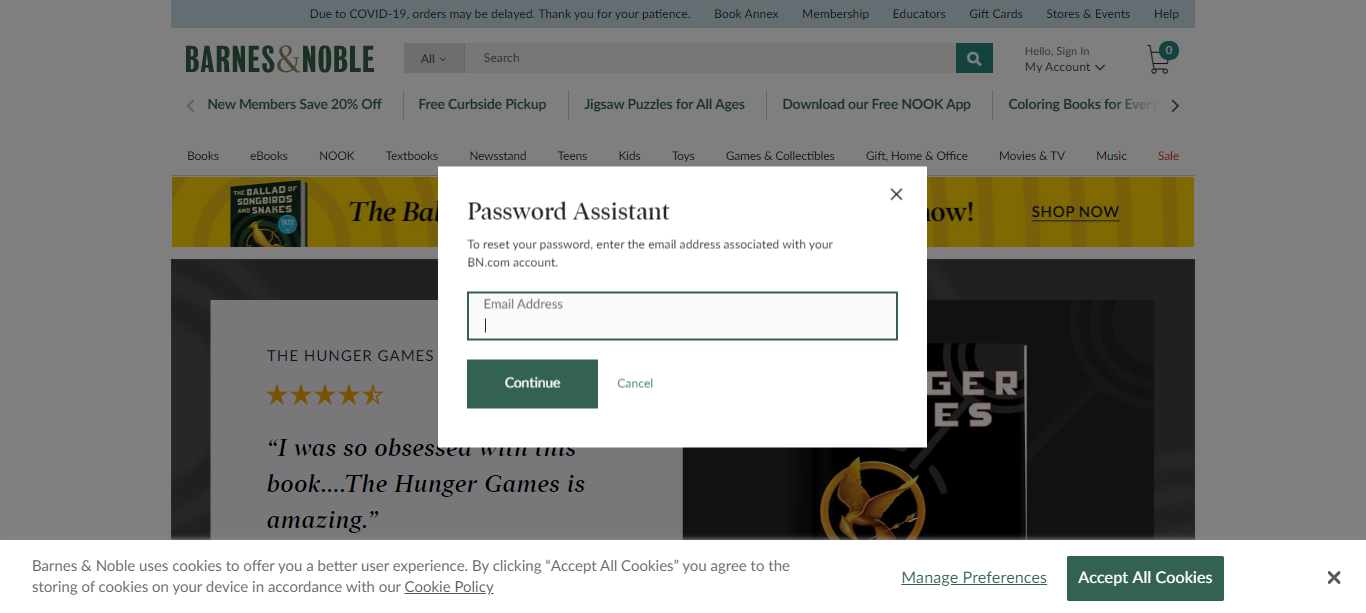 Due to COVID-19, orders may be delayed. Thank you for your patience. Book Annex Membership Educators Gift Cards Stores & Events Help
BARNES&NOBLE
All Search
Hello, Sign In
My Account
0
New Members Save 20% Off Free Curbside Pickup Jigsaw Puzzles for All Ages Download our Free NOOK App Coloring Books for Every
Books eBooks NOOK Textbooks Newsstand Teens Kids Toys Games & Collectibles Gift, Home & Office Movies & TV Music Sale
THE BALLAD OF
SONGBIRDS
AND SNAKES
The Bal
now!
SHOP NOW
Password Assistant
To reset your password, enter the email address associated with your
BN.com account.
Email Address
Continue Cancel
THE HUNGER GAMES
“I was so obsessed with this
book....The Hunger Games is
amazing.”
GER
ES
Barnes & Noble uses cookies to offer you a better user experience. By clicking “Accept All Cookies” you agree to the
storing of cookies on your device in accordance with our Cookie Policy
Manage Preferences
Accept All Cookies